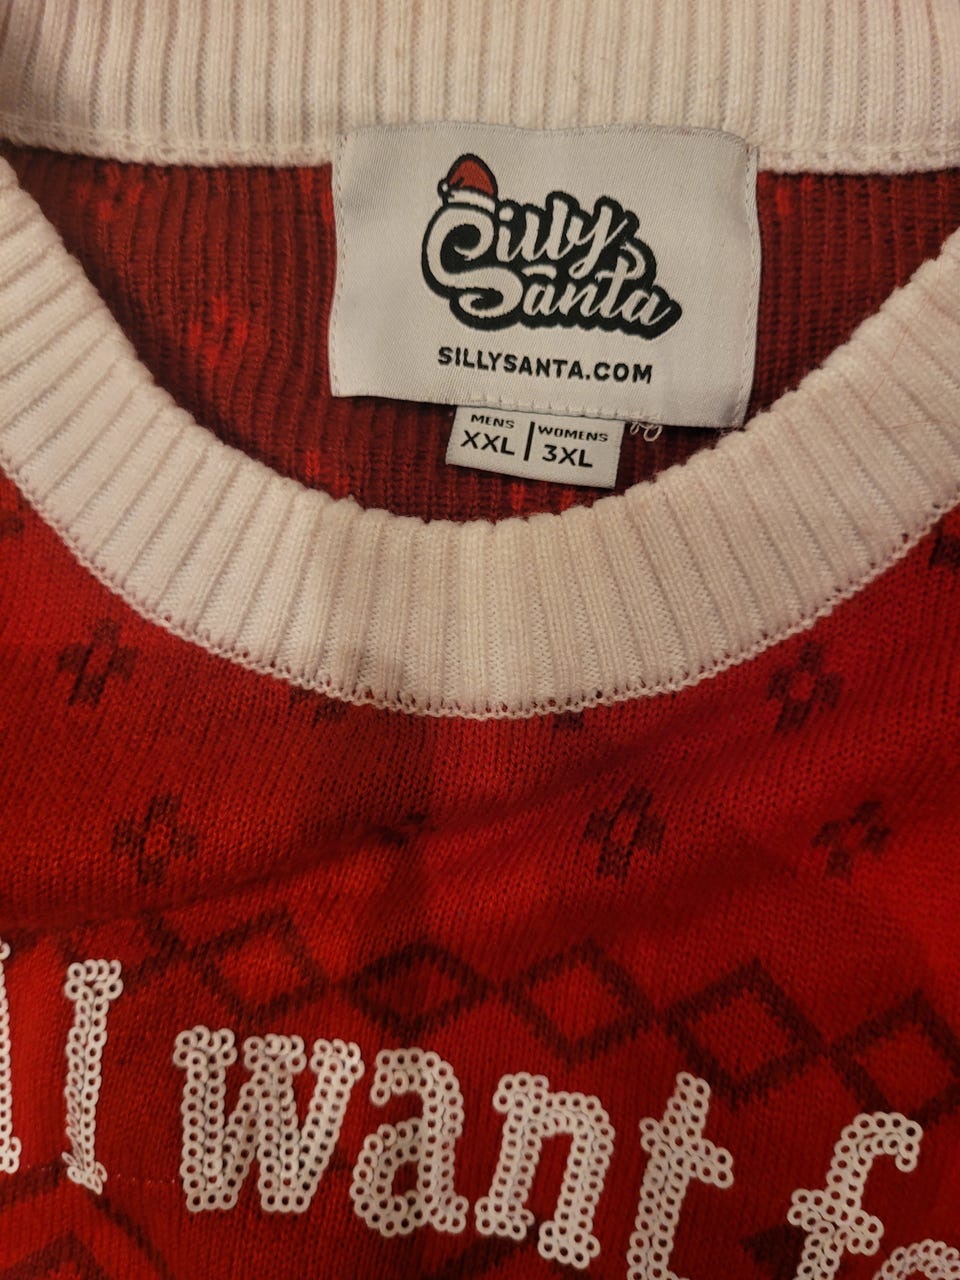 Silly
Santa
SILLYSANTA.COM
MENS WOMENS
XXL | 3XL
I want